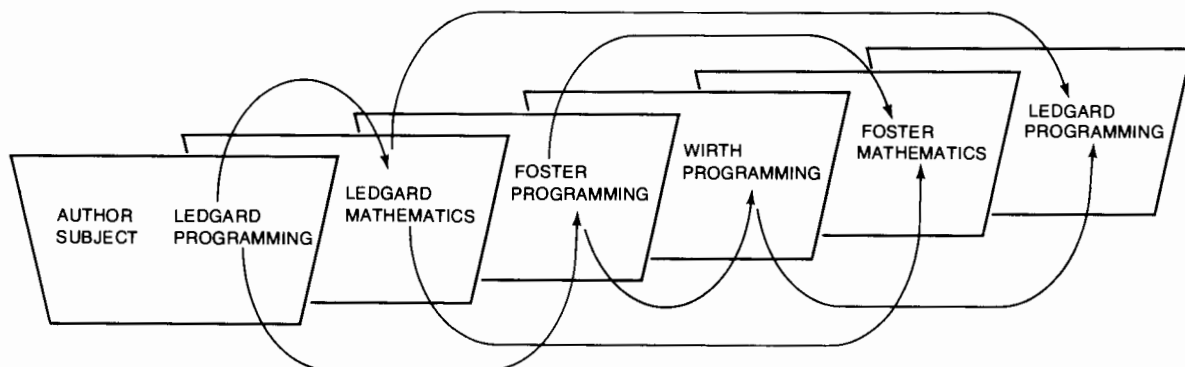 AUTHOR
SUBJECT
LEDGARD
PROGRAMMING
LEDGARD
MATHEMATICS
FOSTER
PROGRAMMING
WIRTH
PROGRAMMING
FOSTER
MATHEMATICS
LEDGARD
PROGRAMMING